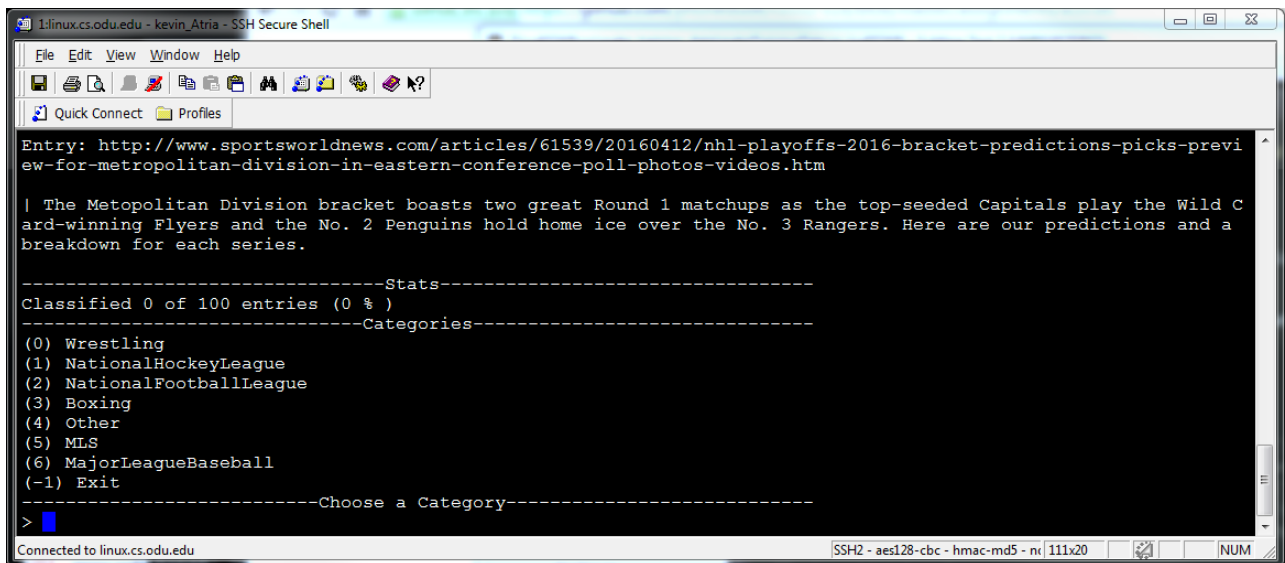 1:linux.cs.odu.edu - kevin_Atria - SSH Secure Shell
File Edit View Window Help
Quick Connect Profiles
Entry: http://www.sportsworldnews.com/articles/61539/20160412/nhl-playoffs-2016-bracket-predictions-picks-previ
ew-for-metropolitan-division-in-eastern-conference-poll-photos-videos.htm
| The Metopolitan Division bracket boasts two great Round 1 matchups as the top-seeded Capitals play the Wild C
ard-winning Flyers and the No. 2 Penguins hold home ice over the No. 3 Rangers. Here are our predictions and a
breakdown for each series.
---------------------------------Stats----------------------------------
Classified 0 of 100 entries (0 % )
-------------------------------Categories-------------------------------
(0) Wrestling
(1) NationalHockeyLeague
(2) NationalFootballLeague
(3) Boxing
(4) Other
(5) MLS
(6) MajorLeagueBaseball
(-1) Exit
---------------------------Choose a Category----------------------------
>
Connected to linux.cs.odu.edu SSH2 - aes128-cbc - hmac-md5 - 111x20 NUM